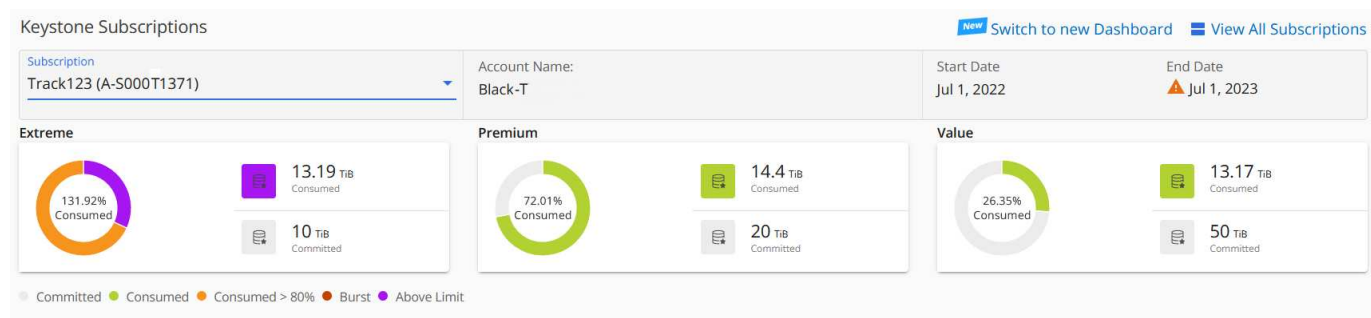 Keystone Subscriptions
New Switch to new Dashboard View All Subscriptions
Subscription
Track123 (A-S000T1371)
Account Name:
Black-T
Start Date
Jul 1, 2022
End Date
Jul 1, 2023
Extreme
131.92%
Consumed
13.19 TiB
Consumed
10 TiB
Committed
Premium
72.01%
Consumed
14.4 TiB
Consumed
20 TiB
Committed
Value
26.35%
Consumed
13.17 TiB
Consumed
50 TiB
Committed
Committed Consumed Consumed > 80% Burst Above Limit